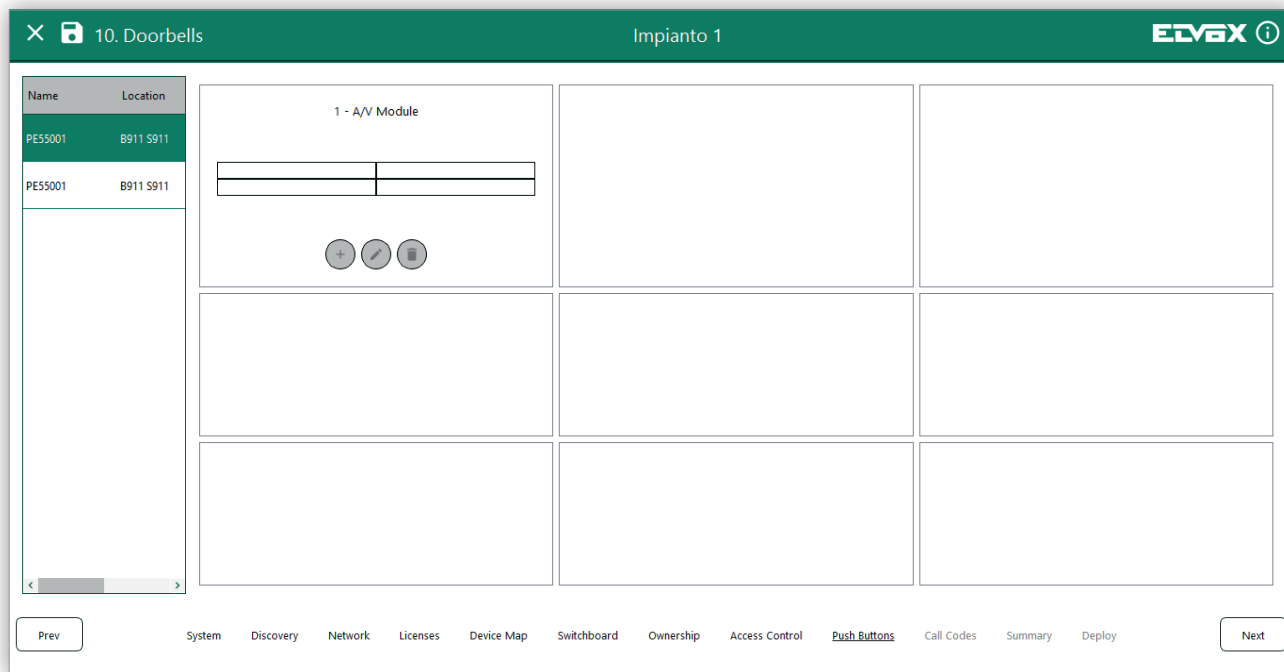 10. Doorbells
Impianto 1
ELVOX
Name Location
PE55001 B911 S911
PE55001 B911 S911
1 - A/V Module
Prev
System Discovery Network Licenses Device Map Switchboard Ownership Access Control Push Buttons Call Codes Summary Deploy
Next